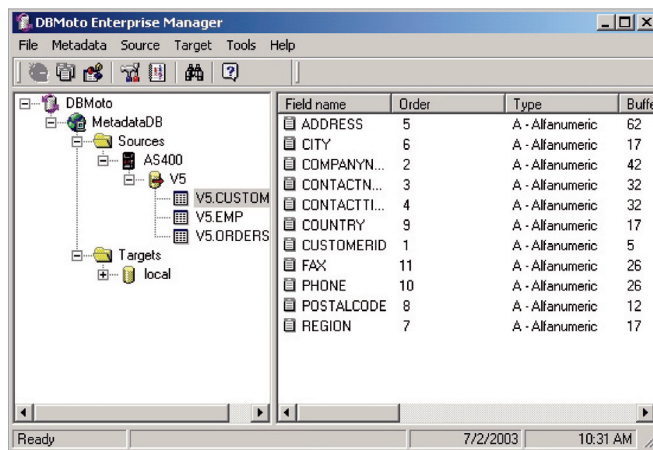 DBMoto Enterprise Manager
File Metadata Source Target Tools Help
DBMoto
MetadataDB
Sources
AS400
V5
V5.CUSTOM
V5.EMP
V5.ORDERS
Targets
local
Field name Order Type Buffe
ADDRESS 5 A - Alfanumeric 62
CITY 6 A - Alfanumeric 17
COMPANYN... 2 A - Alfanumeric 42
CONTACTN... 3 A - Alfanumeric 32
CONTACTTI... 4 A - Alfanumeric 32
COUNTRY 9 A - Alfanumeric 17
CUSTOMERID 1 A - Alfanumeric 5
FAX 11 A - Alfanumeric 26
PHONE 10 A - Alfanumeric 26
POSTALCODE 8 A - Alfanumeric 12
REGION 7 A - Alfanumeric 17
Ready 7/2/2003 10:31 AM